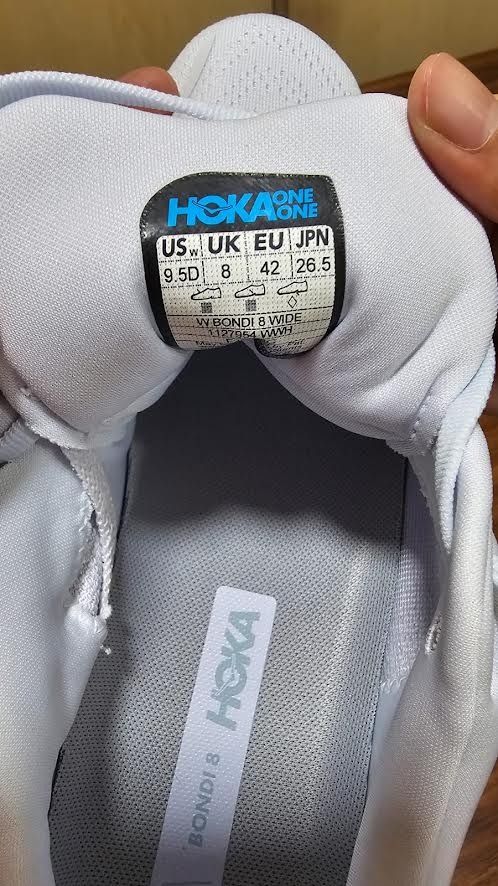 HOKA ONE ONE
USw UK EU JPN
9.5D 8 42 26.5
W BONDI 8 WIDE
1127954 WWH
BONDI 8 HOKA